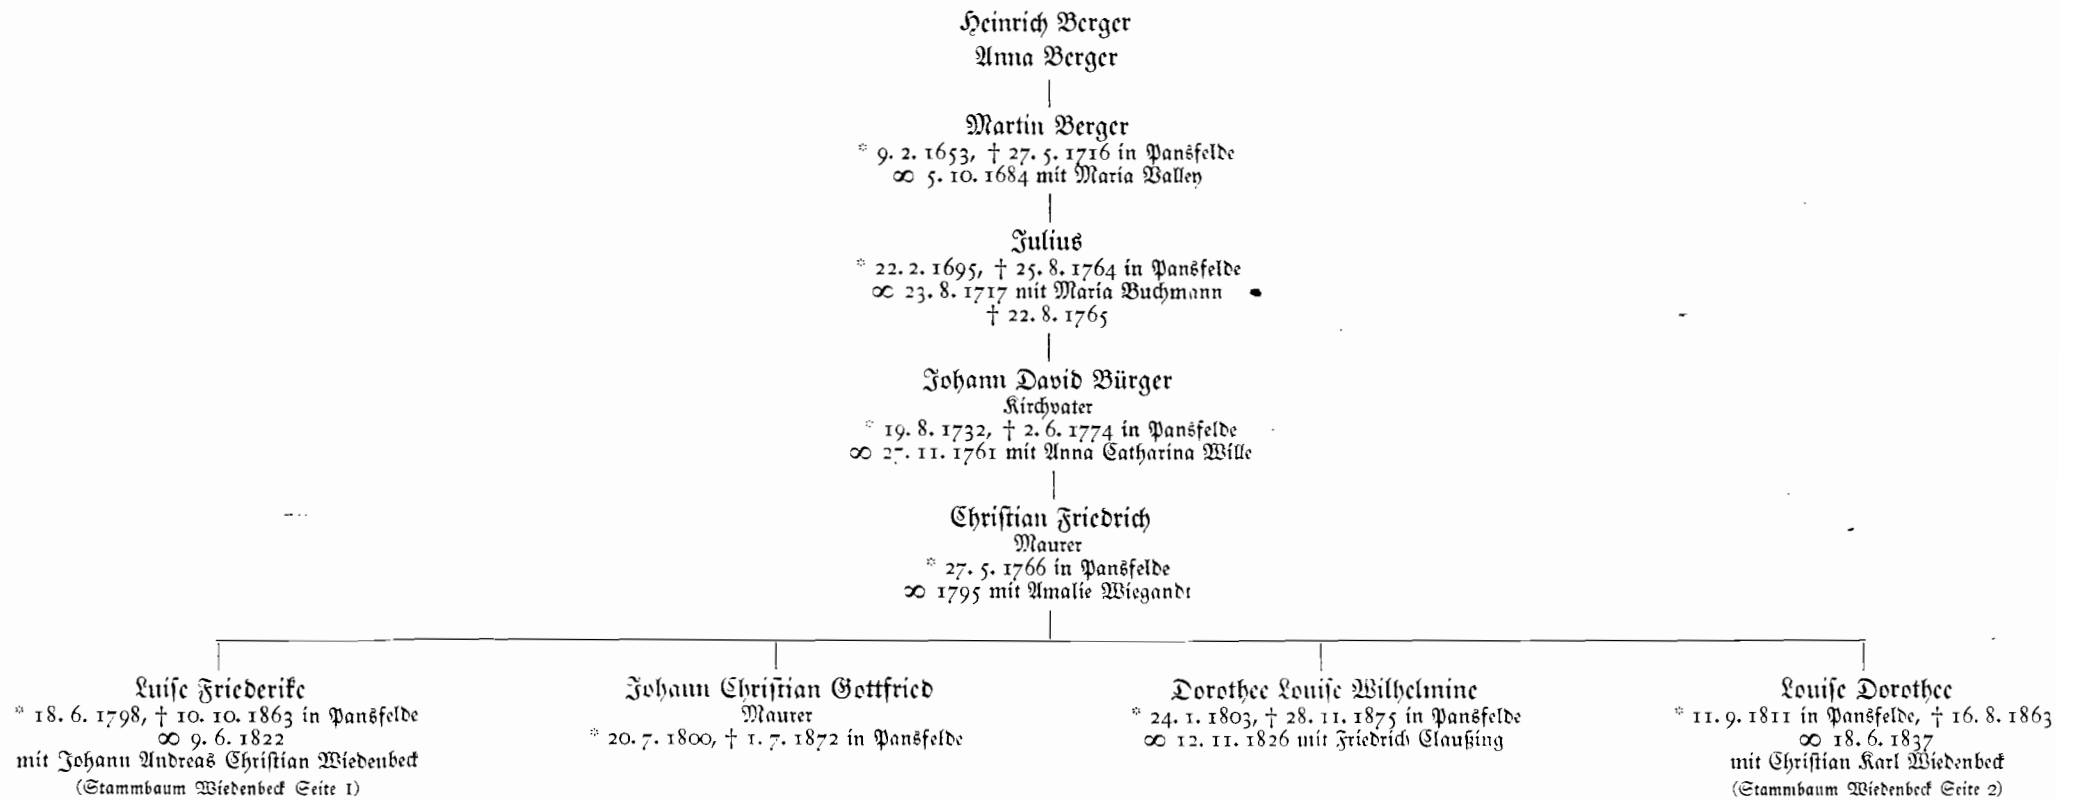 Heinrich Berger
Anna Berger
Martin Berger
* 9. 2. 1653, † 27. 5. 1716 in Pansfelde
∞ 5. 10. 1684 mit Maria Valley
Julius
* 22. 2. 1695, † 25. 8. 1764 in Pansfelde
∞ 23. 8. 1717 mit Maria Buchmann
† 22. 8. 1765
Johann David Bürger
Kirchvater
* 19. 8. 1732, † 2. 6. 1774 in Pansfelde
∞ 27. 11. 1761 mit Anna Catharina Wille
Christian Friedrich
Maurer
* 27. 5. 1766 in Pansfelde
∞ 1795 mit Amalie Wiegandt
Luise Friederike
* 18. 6. 1798, † 10. 10. 1863 in Pansfelde
∞ 9. 6. 1822
mit Johann Andreas Christian Wiedenbeck
(Stammbaum Wiedenbeck Seite 1)
Johann Christian Gottfried
Maurer
* 20. 7. 1800, † 1. 7. 1872 in Pansfelde
Dorothee Louise Wilhelmine
* 24. 1. 1803, † 28. 11. 1875 in Pansfelde
∞ 12. 11. 1826 mit Friedrich Claußing
Louise Dorothee
* 11. 9. 1811 in Pansfelde, † 16. 8. 1863
∞ 18. 6. 1837
mit Christian Karl Wiedenbeck
(Stammbaum Wiedenbeck Seite 2)